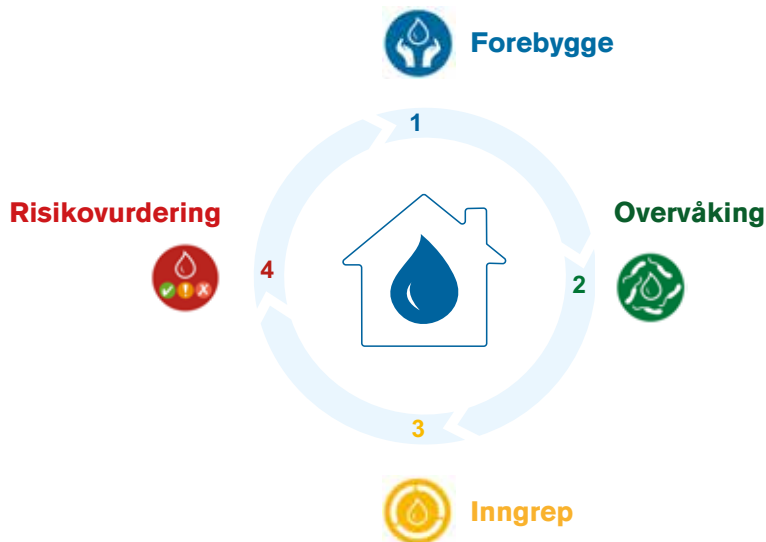 Forebygge
1
Risikovurdering
Overvåking
4
2
3
Inngrep